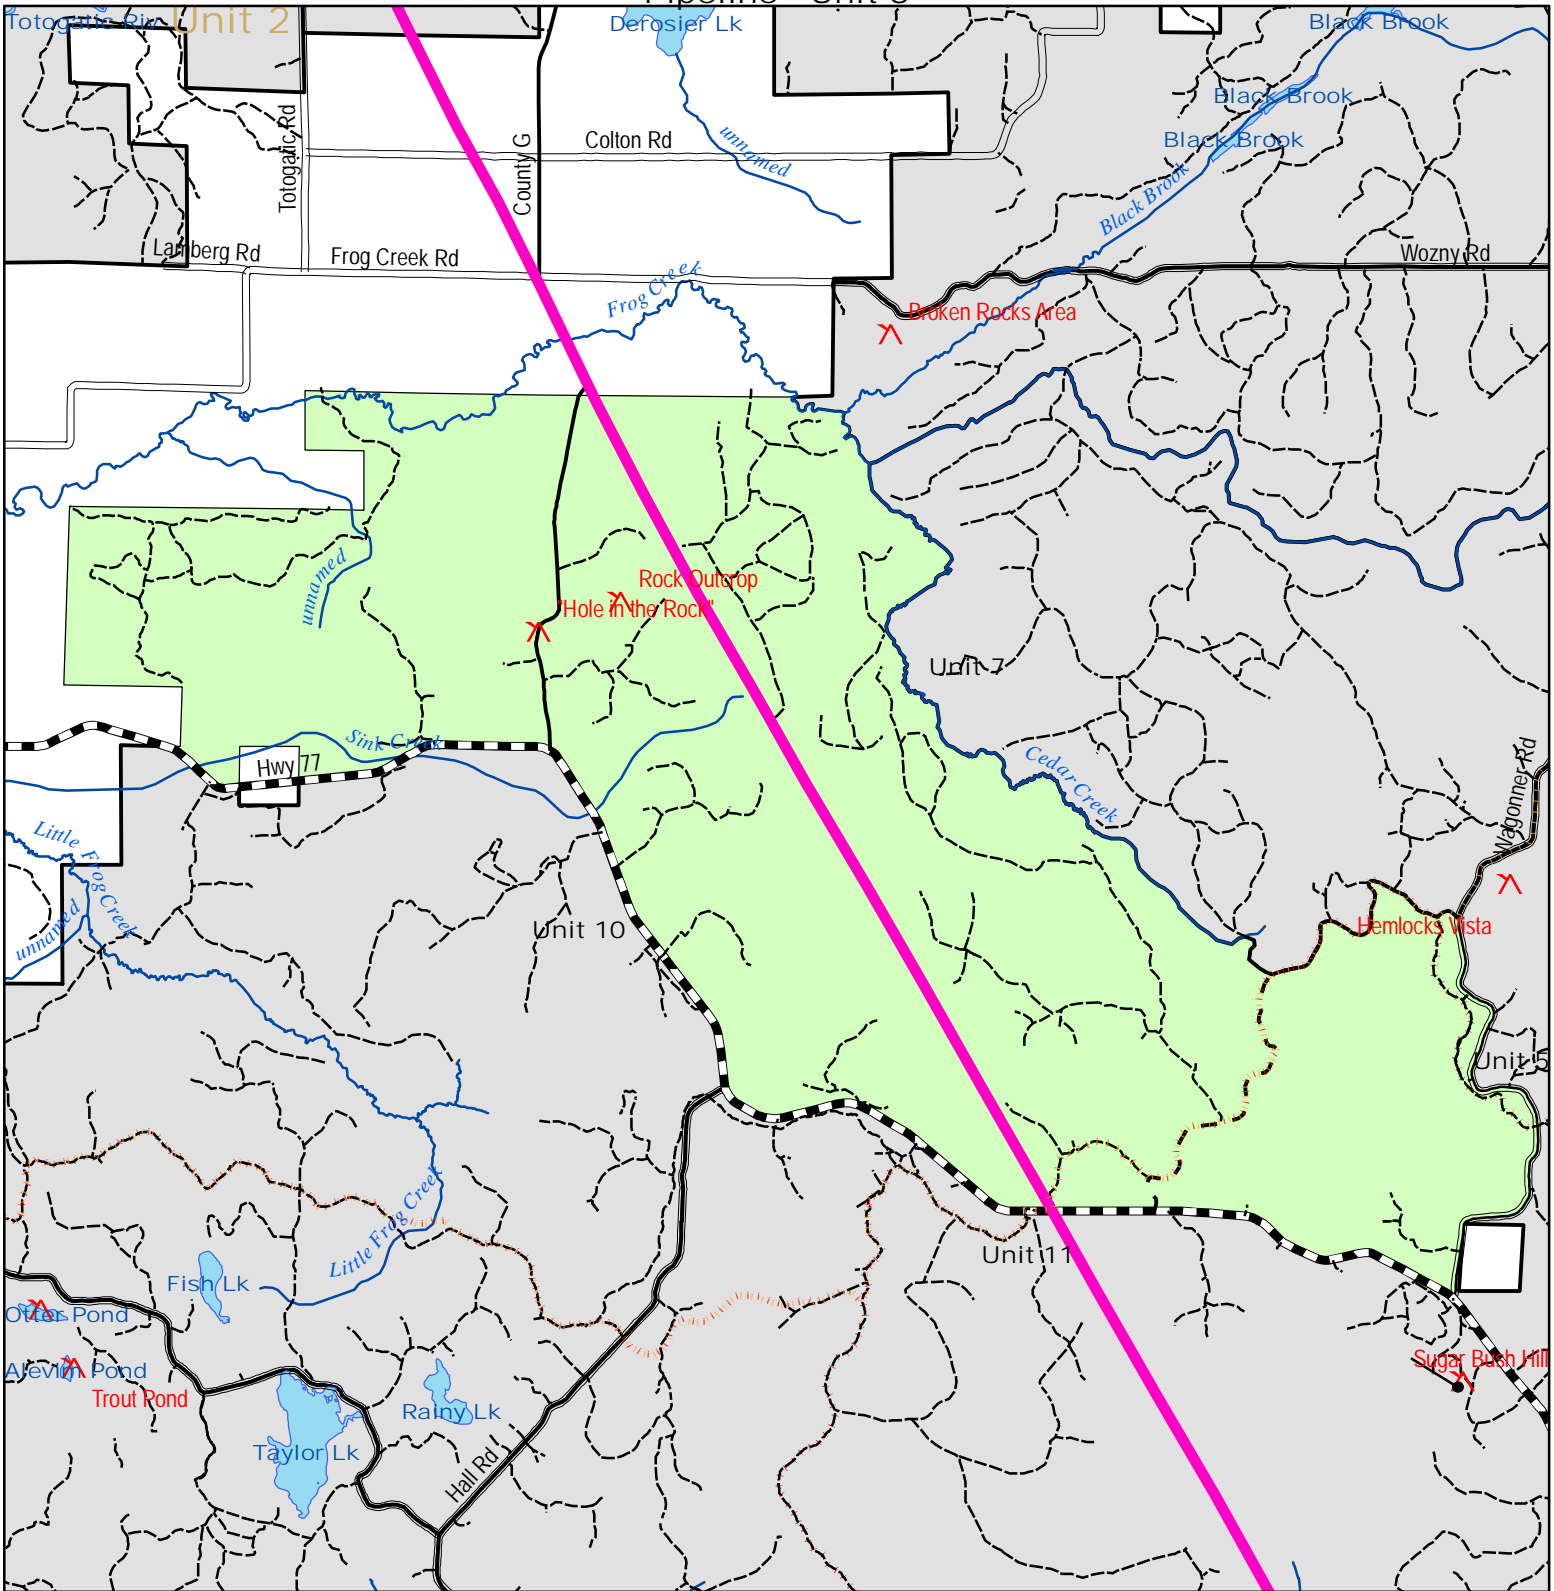 Totogatic Riv
Unit 2
Derosier Lk
Black Brook
Black Brook
Black Brook
Totogatic Rd
County G
Colton Rd
unnamed
Black Brook
Lamberg Rd
Frog Creek Rd
Wozny Rd
Frog Creek
Broken Rocks Area
unnamed
Rock Outcrop
"Hole in the Rock"
Unit 7
Sink Creek
Hwy 77
Cedar Creek
Wagonner Rd
Little Frog Creek
unnamed
Unit 10
Hemlocks Vista
Unit 5
Little Frog Creek
Unit 11
Fish Lk
Otter Pond
Alevin Pond
Trout Pond
Sugar Bush Hill
Rainy Lk
Taylor Lk
Hall Rd